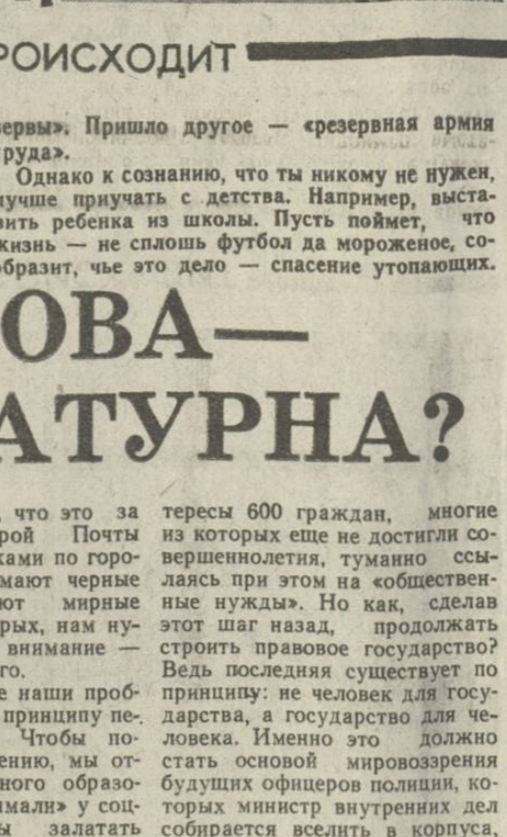 РОИСХОДИТ
ервы». Пришло другое — «резервная армия
руда».
Однако к сознанию, что ты никому не нужен,
лучше приучать с детства. Например, выста-
вить ребенка из школы. Пусть поймет, что
жизнь — не сплошь футбол да мороженое, со-
образит, чье это дело — спасение утопающих.
ОВА—
АТУРНА?
, что это за
рой Почты
ками по горо-
мают черные
ют мирные
рых, нам ну-
внимание —
го.
е наши проб-
принципу пе-
Чтобы по-
ению, мы от-
ного образо-
имали» у соц-
ы залатать
тересы 600 граждан, многие
из которых еще не достигли со-
вершеннолетия, туманно ссы-
лаясь при этом на «обществен-
ные нужды». Но как, сделав
этот шаг назад, продолжать
строить правовое государство?
Ведь последняя существует по
принципу: не человек для госу-
дарства, а государство для че-
ловека. Именно это должно
стать основой мировоззрения
будущих офицеров полиции, ко-
торых министр внутренних дел
собирается вселить в корпуса,